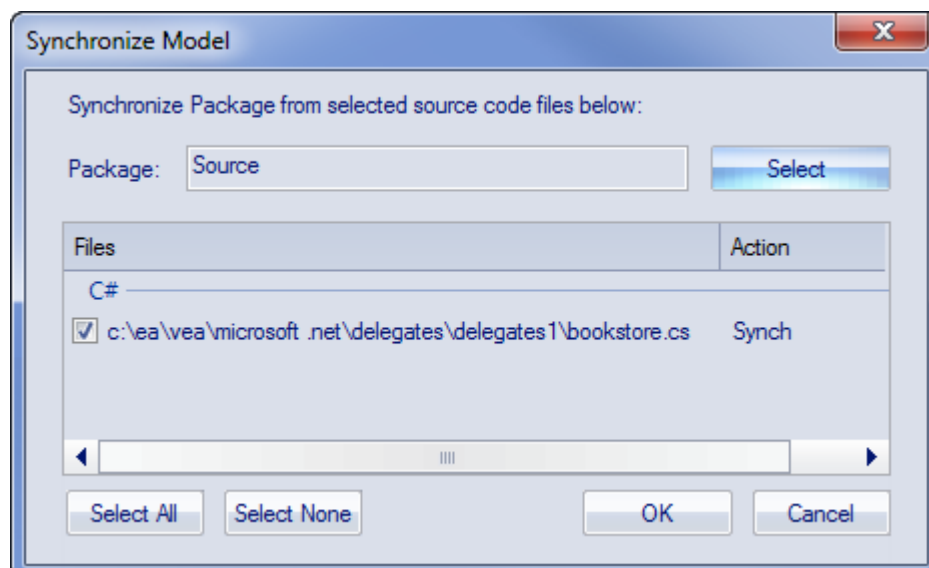 Synchronize Model
Synchronize Package from selected source code files below:
Package: Source Select
Files Action
C#
c:\ea\vea\microsoft .net\delegates\delegates1\bookstore.cs Synch
Select All Select None OK Cancel